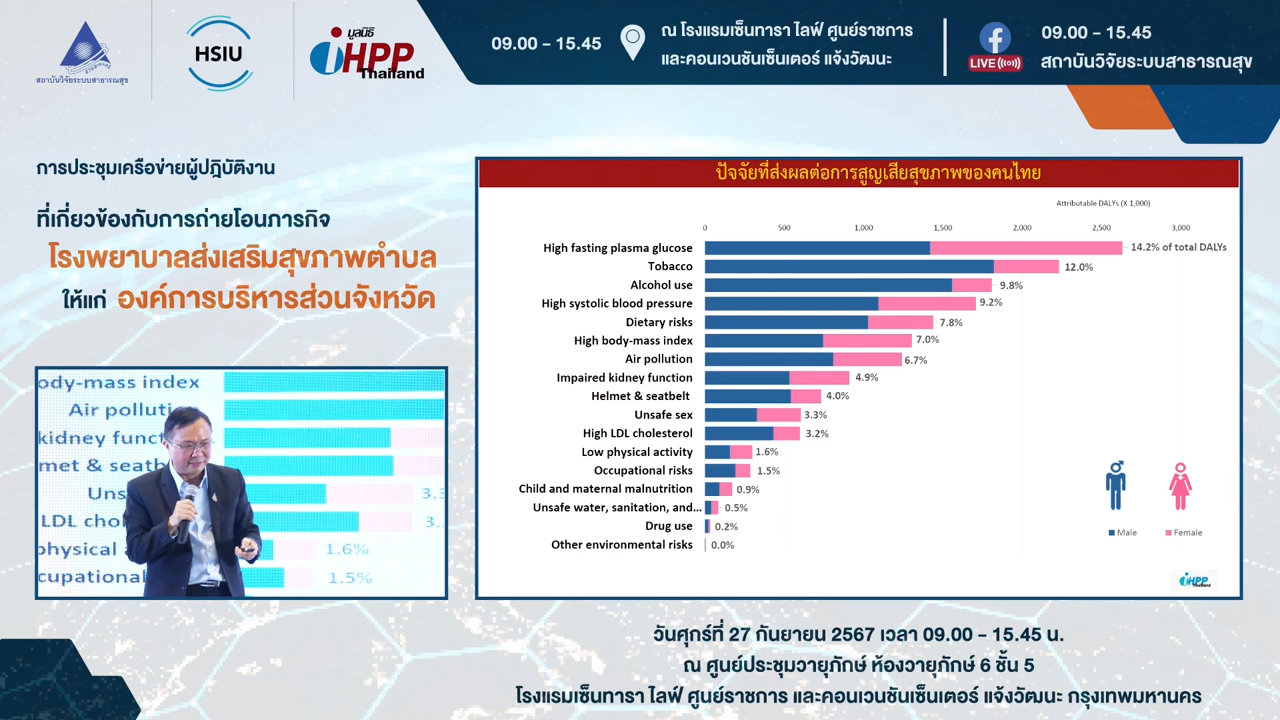 สถาบันวิจัยระบบสาธารณสุข
HSIU
มูลนิธิ
iHPP
Thailand
09.00 - 15.45
ณ โรงแรมเซ็นทารา ไลฟ์ ศูนย์ราชการ
และคอนเวนชันเซ็นเตอร์ แจ้งวัฒนะ
LIVE
09.00 - 15.45
สถาบันวิจัยระบบสาธารณสุข
การประชุมเครือข่ายผู้ปฏิบัติงาน
ที่เกี่ยวข้องกับการถ่ายโอนภารกิจ
โรงพยาบาลส่งเสริมสุขภาพตำบล
ให้แก่ องค์การบริหารส่วนจังหวัด
ปัจจัยที่ส่งผลต่อการสูญเสียสุขภาพของคนไทย
Attributable DALYs (X 1,000)
0 500 1,000 1,500 2,000 2,500 3,000
High fasting plasma glucose 14.2% of total DALYs
Tobacco 12.0%
Alcohol use 9.8%
High systolic blood pressure 9.2%
Dietary risks 7.8%
High body-mass index 7.0%
Air pollution 6.7%
Impaired kidney function 4.9%
Helmet & seatbelt 4.0%
Unsafe sex 3.3%
High LDL cholesterol 3.2%
Low physical activity 1.6%
Occupational risks 1.5%
Child and maternal malnutrition 0.9%
Unsafe water, sanitation, and... 0.5%
Drug use 0.2%
Other environmental risks 0.0%
Male Female
iHPP
Thailand
ody-mass index
Air pollution
kidney func
met & seatb
Uns 3.3
LDL chol 3.
physical a 1.6%
cupational 1.5%
วันศุกร์ที่ 27 กันยายน 2567 เวลา 09.00 - 15.45 น.
ณ ศูนย์ประชุมวายุภักษ์ ห้องวายุภักษ์ 6 ชั้น 5
โรงแรมเซ็นทารา ไลฟ์ ศูนย์ราชการ และคอนเวนชันเซ็นเตอร์ แจ้งวัฒนะ กรุงเทพมหานคร